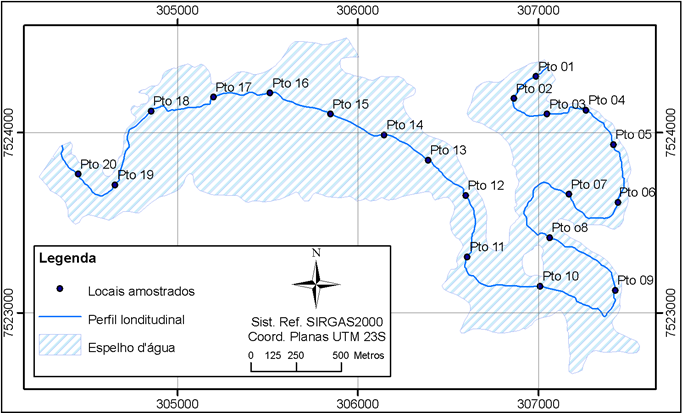 305000 306000 307000
7524000 7524000
7523000 7523000
Pto 01
Pto 02
Pto 03
Pto 04
Pto 05
Pto 06
Pto 07
Pto o8
Pto 09
Pto 10
Pto 11
Pto 12
Pto 13
Pto 14
Pto 15
Pto 16
Pto 17
Pto 18
Pto 19
Pto 20
Legenda
Locais amostrados
Perfil londitudinal
Espelho d'água
N
Sist. Ref. SIRGAS2000
Coord. Planas UTM 23S
0 125 250 500 Metros
305000 306000 307000